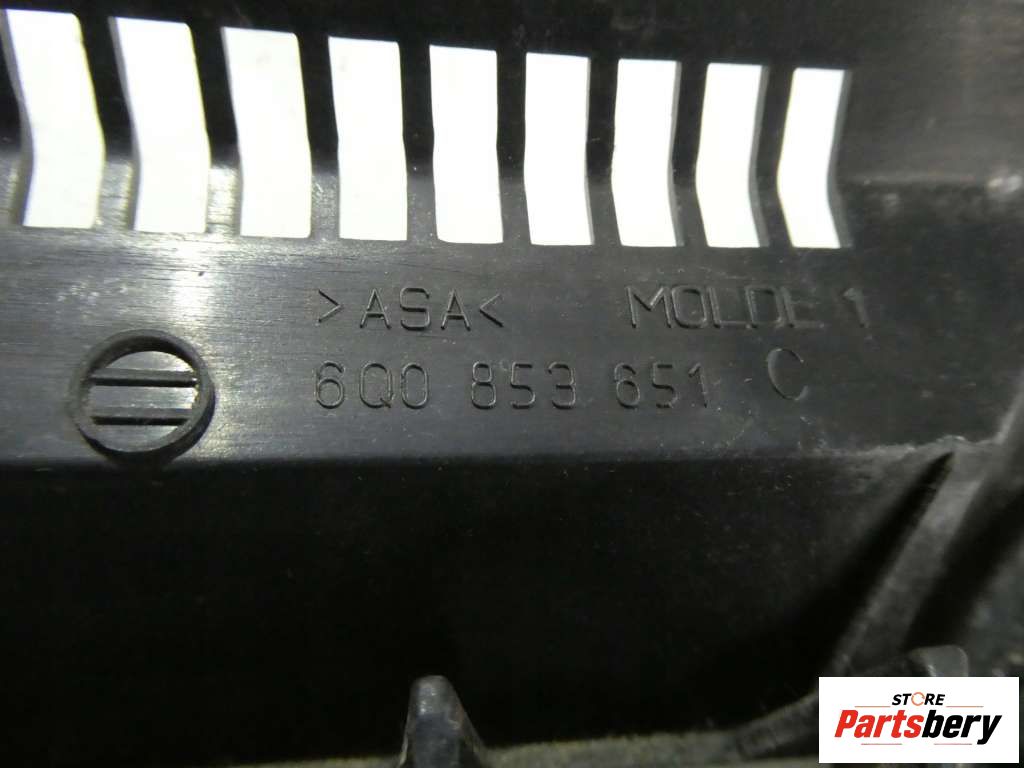 >ASA< MOLDE 1
6Q0 853 651 C
STORE
Partsbery